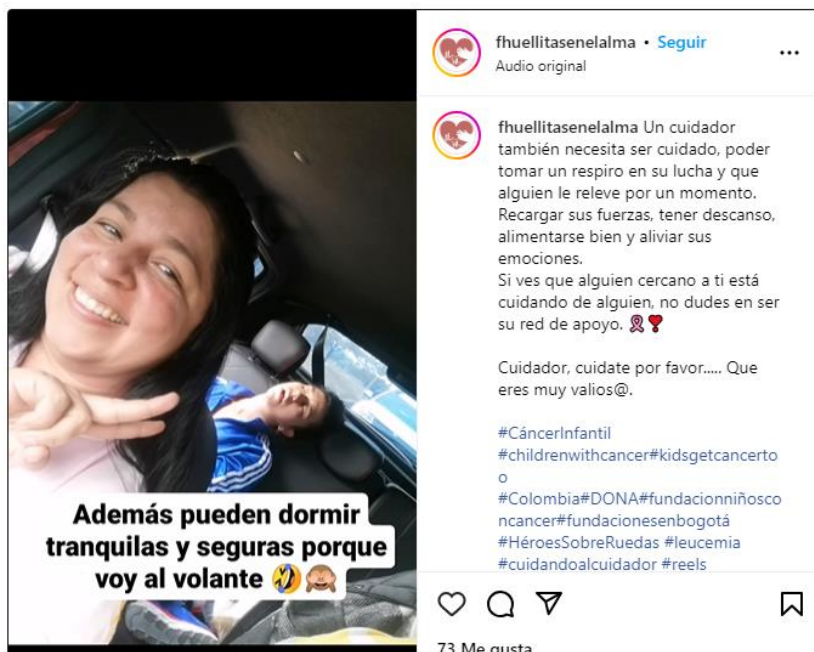 fhuellitasenelalma • Seguir
Audio original
fhuellitasenelalma Un cuidador
también necesita ser cuidado, poder
tomar un respiro en su lucha y que
alguien le releve por un momento.
Recargar sus fuerzas, tener descanso,
alimentarse bien y aliviar sus
emociones.
Si ves que alguien cercano a ti está
cuidando de alguien, no dudes en ser
su red de apoyo. 🎗❣
Cuidador, cuidate por favor..... Que
eres muy valios@.
#CáncerInfantil
#childrenwithcancer#kidsgetcancerto
o
#Colombia#DONA#fundacionniñosco
ncancer#fundacionesenbogotá
#HéroesSobreRuedas #leucemia
#cuidandoalcuidador #reels
Además pueden dormir
tranquilas y seguras porque
voy al volante 🤣🙈
73 Me gusta